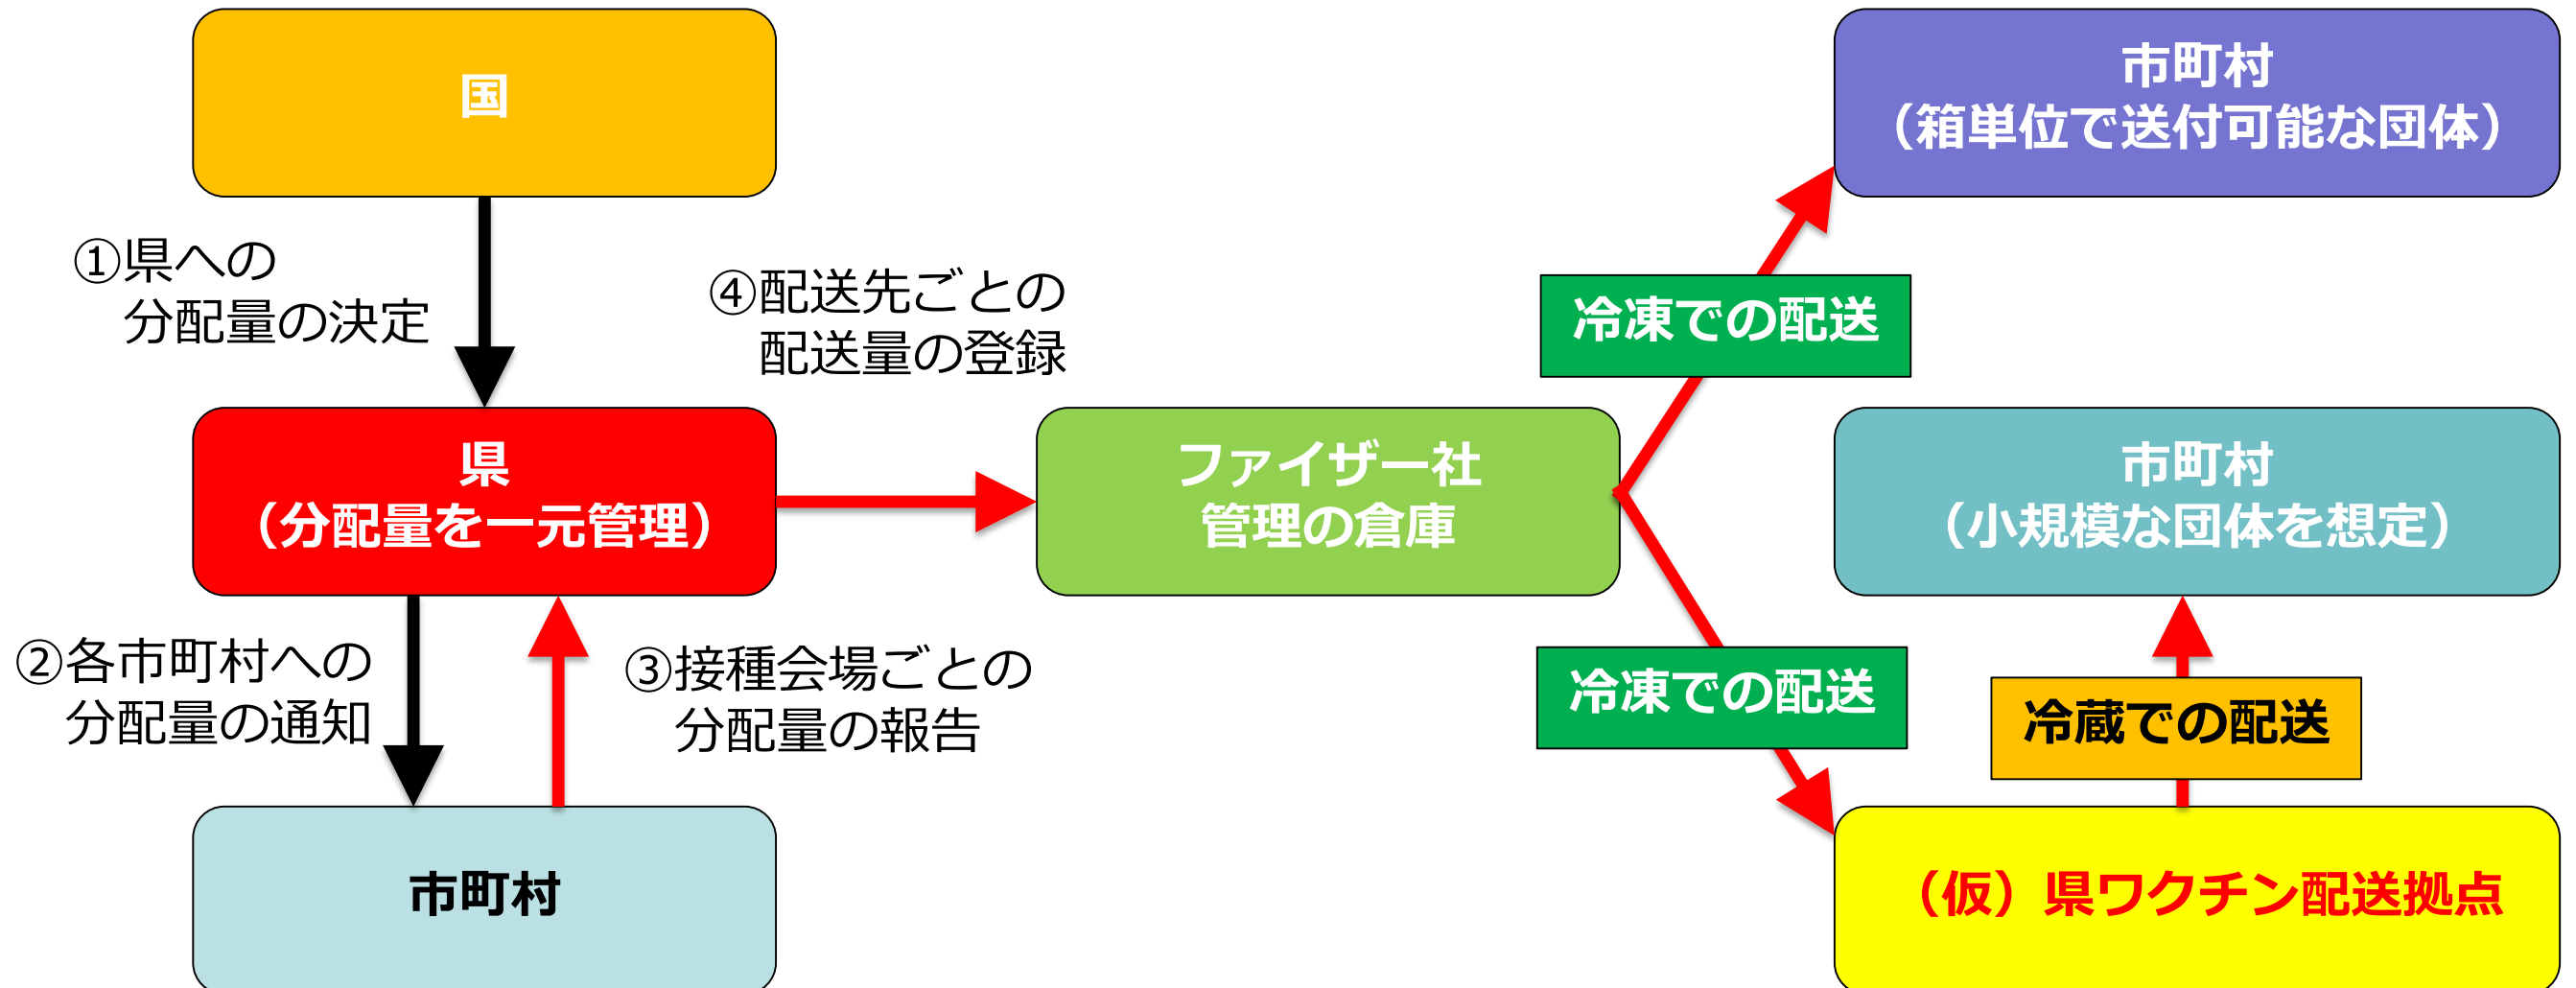 国
①県への
分配量の決定
県
（分配量を一元管理）
②各市町村への
分配量の通知
③接種会場ごとの
分配量の報告
市町村
④配送先ごとの
配送量の登録
ファイザー社
管理の倉庫
冷凍での配送
市町村
（箱単位で送付可能な団体）
冷凍での配送
（仮）県ワクチン配送拠点
冷蔵での配送
市町村
（小規模な団体を想定）